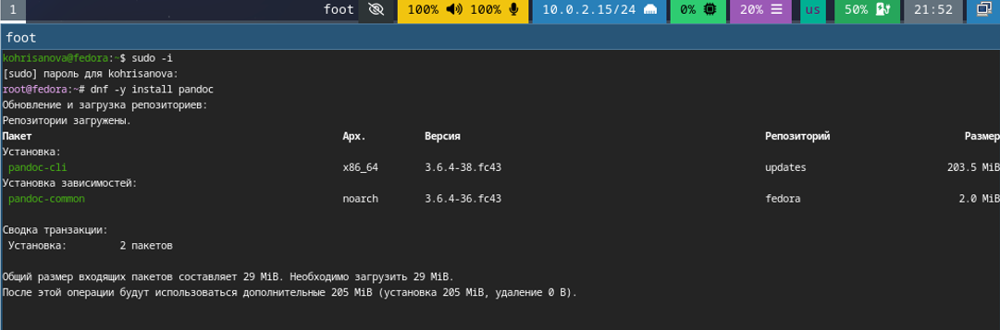 1 foot 100% 100% 10.0.2.15/24 0% 20% us 50% 21:52
foot
kohrisanova@fedora:~$ sudo -i
[sudo] пароль для kohrisanova:
root@fedora:~# dnf -y install pandoc
Обновление и загрузка репозиториев:
Репозитории загружены.
Пакет Арх. Версия Репозиторий Размер
Установка:
pandoc-cli x86_64 3.6.4-38.fc43 updates 203.5 MiB
Установка зависимостей:
pandoc-common noarch 3.6.4-36.fc43 fedora 2.0 MiB
Сводка транзакции:
Установка: 2 пакетов
Общий размер входящих пакетов составляет 29 MiB. Необходимо загрузить 29 MiB.
После этой операции будут использоваться дополнительные 205 MiB (установка 205 MiB, удаление 0 B).